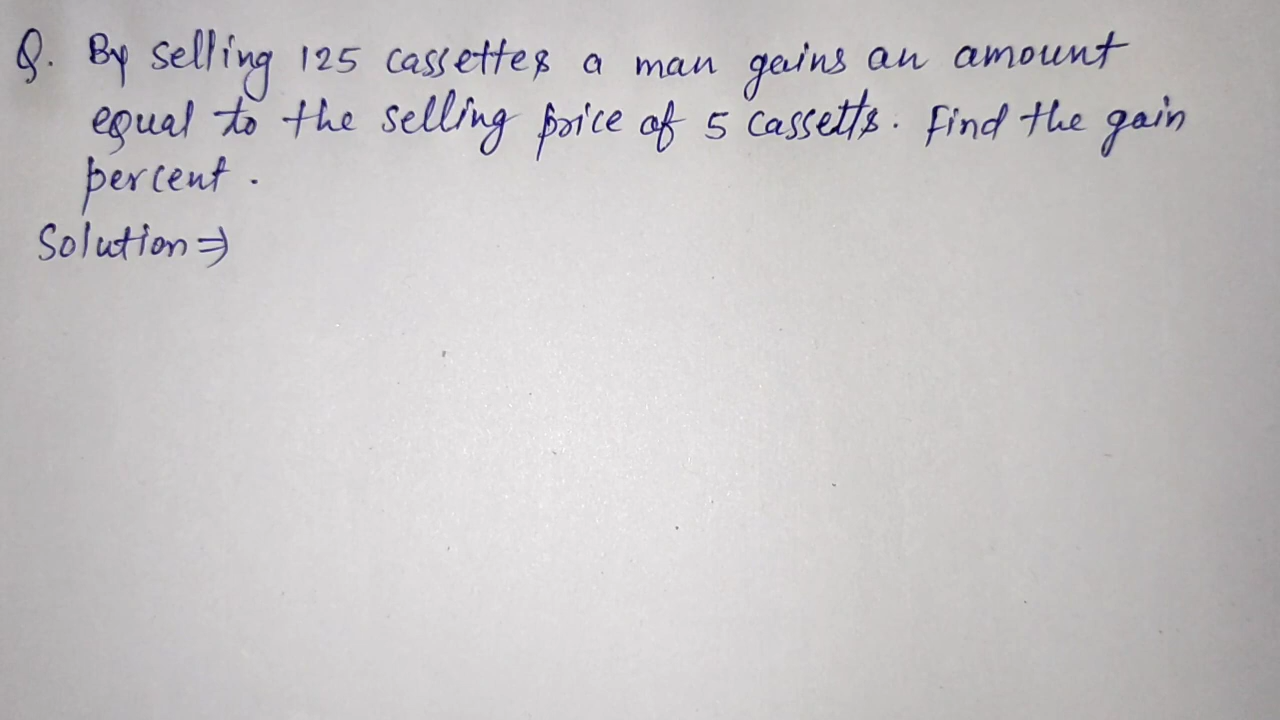 Q. By selling 125 cassettes a man gains an amount
equal to the selling price of 5 cassetts. Find the gain
percent.
Solution⇒